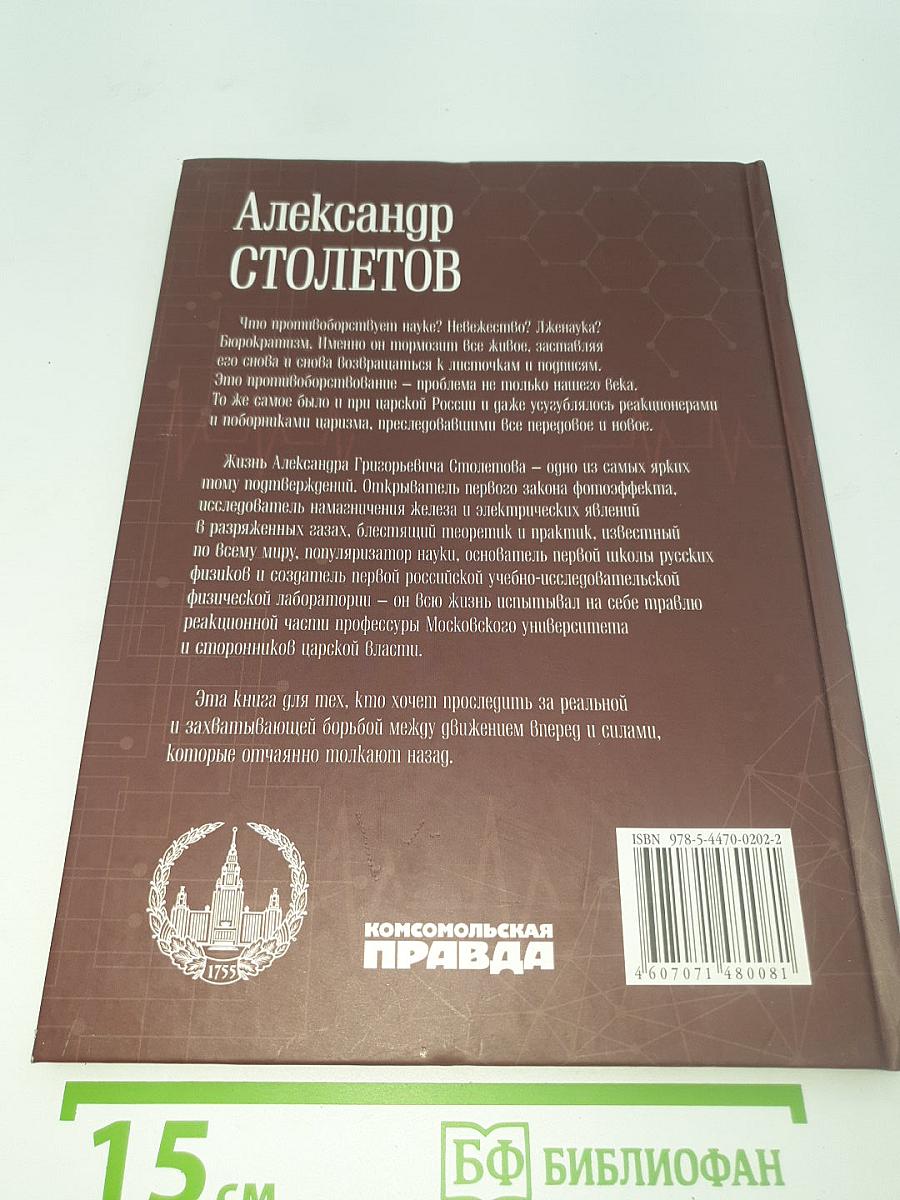 Александр
СТОЛЕТОВ
Что противоборствует науке? Невежество? Лженаука?
Бюрократизм. Именно он тормозит все живое, заставляя
его снова и снова возвращаться к листочкам и подписям.
Это противоборствование – проблема не только нашего века.
То же самое было и при царской России и даже усугублялось реакционерами
и поборниками царизма, преследовавшими все передовое и новое.
Жизнь Александра Григорьевича Столетова – одно из самых ярких
тому подтверждений. Открыватель первого закона фотоэффекта,
исследователь намагничения железа и электрических явлений
в разряженных газах, блестящий теоретик и практик, известный
по всему миру, популяризатор науки, основатель первой школы русских
физиков и создатель первой российской учебно-исследовательской
физической лаборатории – он всю жизнь испытывал на себе травлю
реакционной части профессуры Московского университета
и сторонников царской власти.
Эта книга для тех, кто хочет проследить за реальной
и захватывающей борьбой между движением вперед и силами,
которые отчаянно толкают назад.
1755
КОМСОМОЛЬСКАЯ
ПРАВДА
ISBN 978-5-4470-0202-2
4 607071 480081
15 см
БФ БИБЛИОФАН